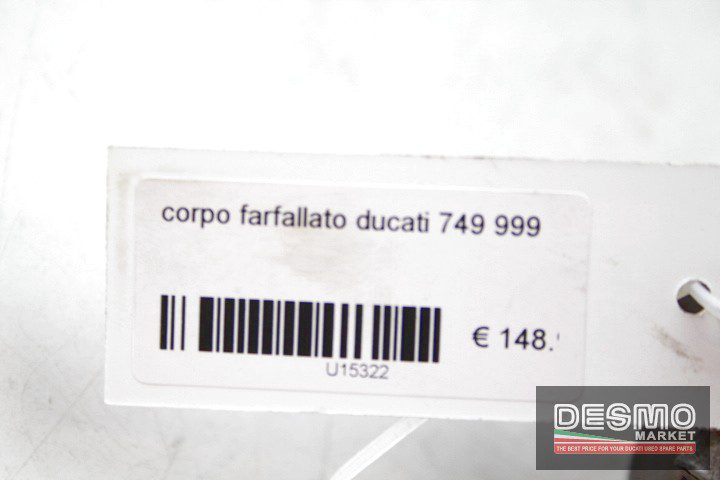 corpo farfallato ducati 749 999
€ 148.
U15322
DESMO
MARKET
THE BEST PRICE FOR YOUR DUCATI USED SPARE PARTS